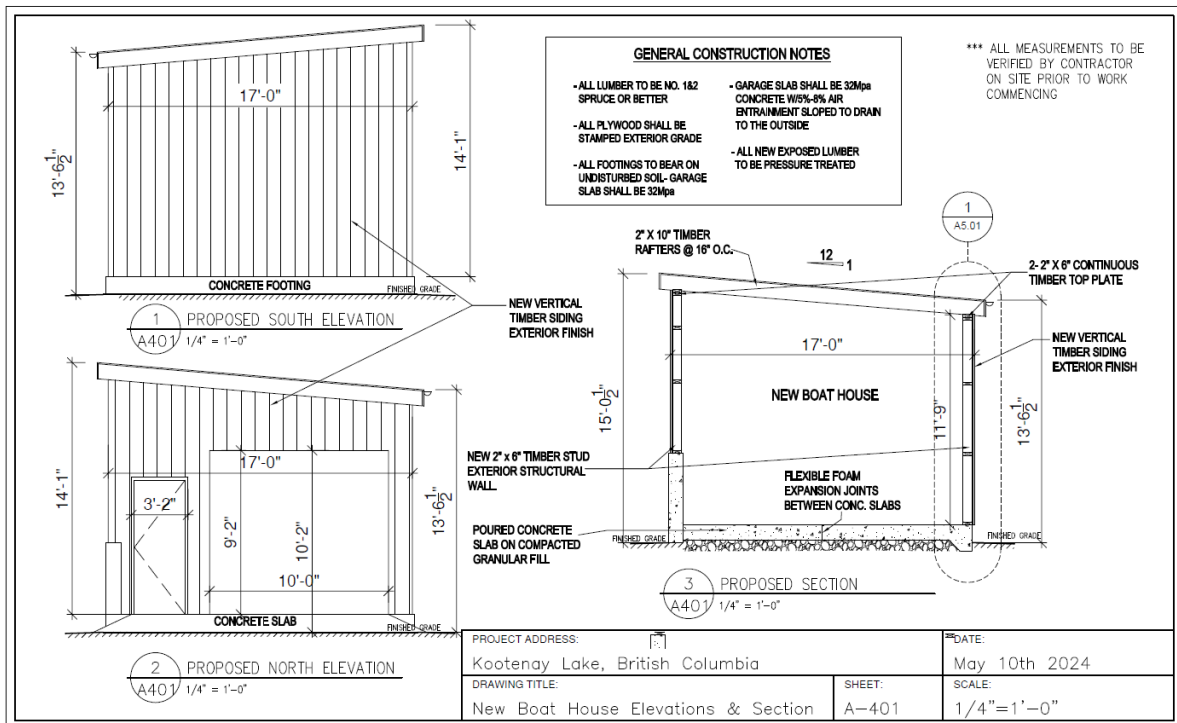 GENERAL CONSTRUCTION NOTES
- ALL LUMBER TO BE NO. 1&2
SPRUCE OR BETTER
- ALL PLYWOOD SHALL BE
STAMPED EXTERIOR GRADE
- ALL FOOTINGS TO BEAR ON
UNDISTURBED SOIL- GARAGE
SLAB SHALL BE 32Mpa
- GARAGE SLAB SHALL BE 32Mpa
CONCRETE W/5%-8% AIR
ENTRAINMENT SLOPED TO DRAIN
TO THE OUTSIDE
- ALL NEW EXPOSED LUMBER
TO BE PRESSURE TREATED
*** ALL MEASUREMENTS TO BE
VERIFIED BY CONTRACTOR
ON SITE PRIOR TO WORK
COMMENCING
17'-0"
13'-6 1/2"
14'-1"
CONCRETE FOOTING
FINISHED GRADE
1
A401
PROPOSED SOUTH ELEVATION
1/4" = 1'-0"
NEW VERTICAL
TIMBER SIDING
EXTERIOR FINISH
14'-1"
17'-0"
3'-2"
9'-2"
10'-2"
10'-0"
13'-6 1/2"
CONCRETE SLAB
FINISHED GRADE
2
A401
PROPOSED NORTH ELEVATION
1/4" = 1'-0"
2" X 10" TIMBER
RAFTERS @ 16" O.C.
12
1
1
A5.01
2- 2" X 6" CONTINUOUS
TIMBER TOP PLATE
NEW VERTICAL
TIMBER SIDING
EXTERIOR FINISH
17'-0"
NEW BOAT HOUSE
15'-0 1/2"
11'-9"
13'-6 1/2"
NEW 2" x 6" TIMBER STUD
EXTERIOR STRUCTURAL
WALL
FLEXIBLE FOAM
EXPANSION JOINTS
BETWEEN CONC. SLABS
POURED CONCRETE
SLAB ON COMPACTED
GRANULAR FILL
FINISHED GRADE
FINISHED GRADE
3
A401
PROPOSED SECTION
1/4" = 1'-0"
PROJECT ADDRESS:
Kootenay Lake, British Columbia
DATE:
May 10th 2024
DRAWING TITLE:
New Boat House Elevations & Section
SHEET:
A-401
SCALE:
1/4"=1'-0"